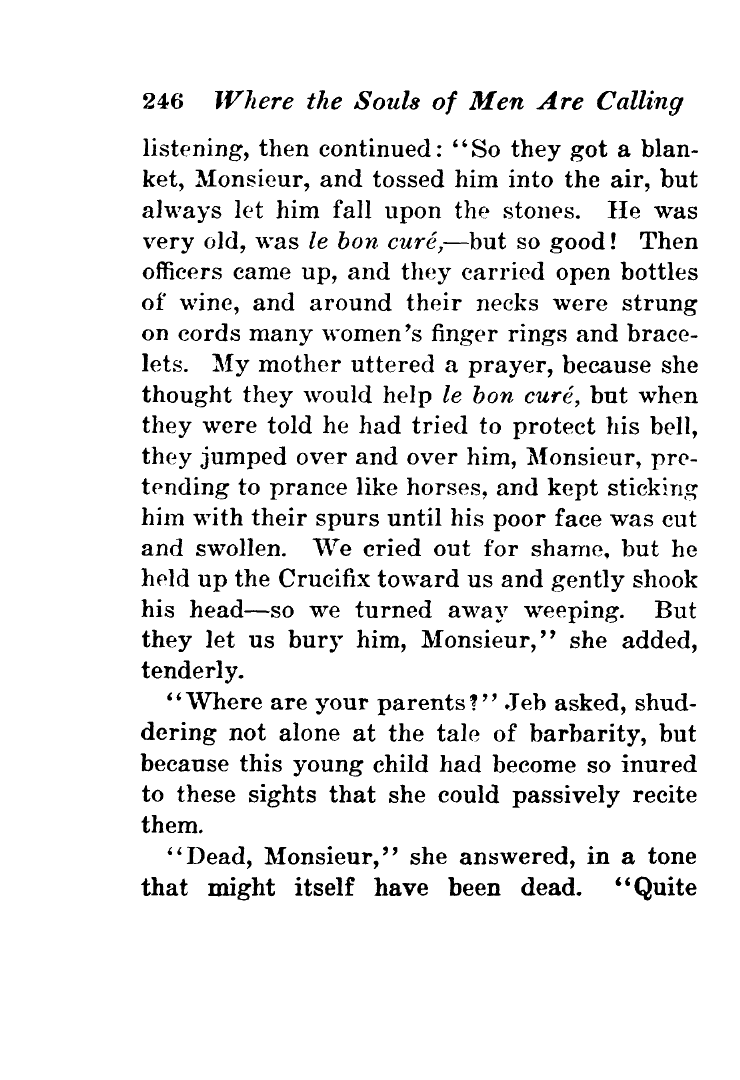 246 Where the Souls of Men Are Calling
listening, then continued: “So they got a blan-
ket, Monsieur, and tossed him into the air, but
always let him fall upon the stones. He was
very old, was le bon curé,—but so good! Then
officers came up, and they carried open bottles
of wine, and around their necks were strung
on cords many women’s finger rings and brace-
lets. My mother uttered a prayer, because she
thought they would help le bon curé, but when
they were told he had tried to protect his bell,
they jumped over and over him, Monsieur, pre-
tending to prance like horses, and kept sticking
him with their spurs until his poor face was cut
and swollen. We cried out for shame, but he
held up the Crucifix toward us and gently shook
his head—so we turned away weeping. But
they let us bury him, Monsieur,” she added,
tenderly.
“Where are your parents?” Jeb asked, shud-
dering not alone at the tale of barbarity, but
because this young child had become so inured
to these sights that she could passively recite
them.
“Dead, Monsieur,” she answered, in a tone
that might itself have been dead. “Quite